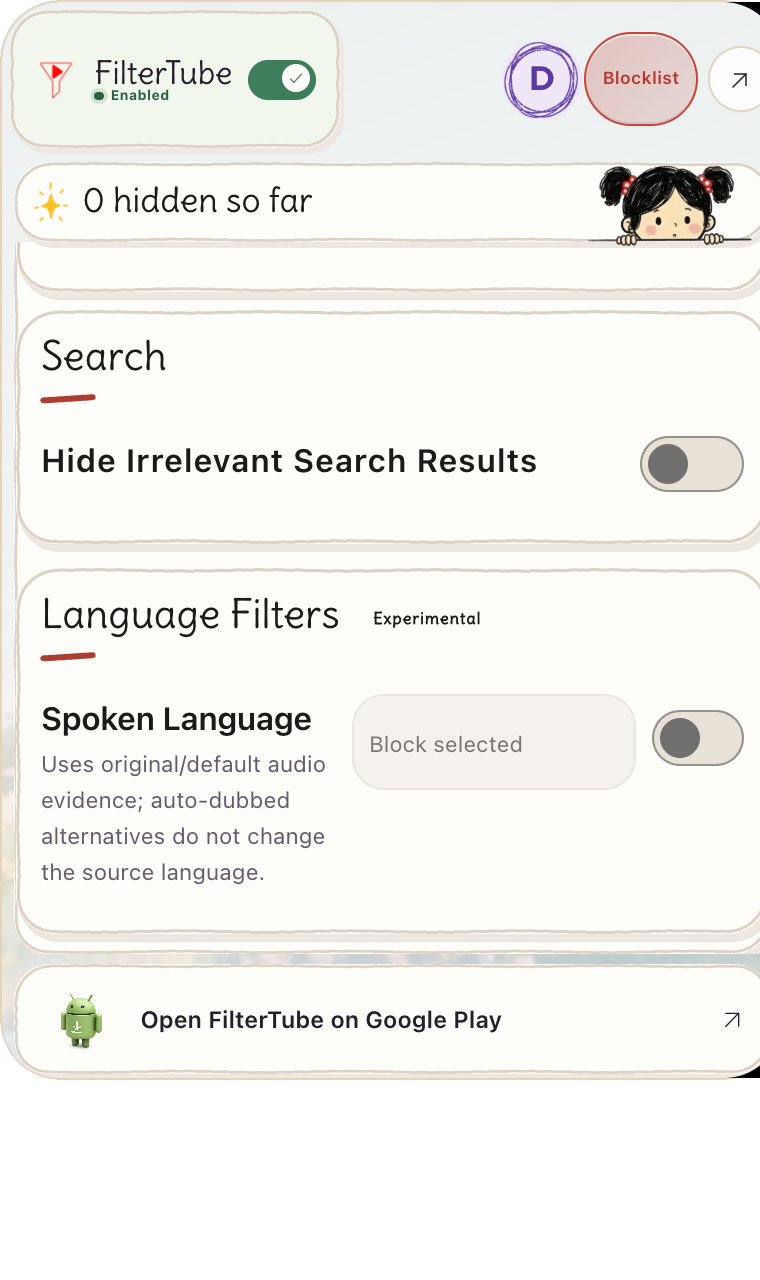 FilterTube
Enabled
D
Blocklist
0 hidden so far
Search
Hide Irrelevant Search Results
Language Filters
Experimental
Spoken Language
Uses original/default audio
evidence; auto-dubbed
alternatives do not change
the source language.
Block selected
Open FilterTube on Google Play